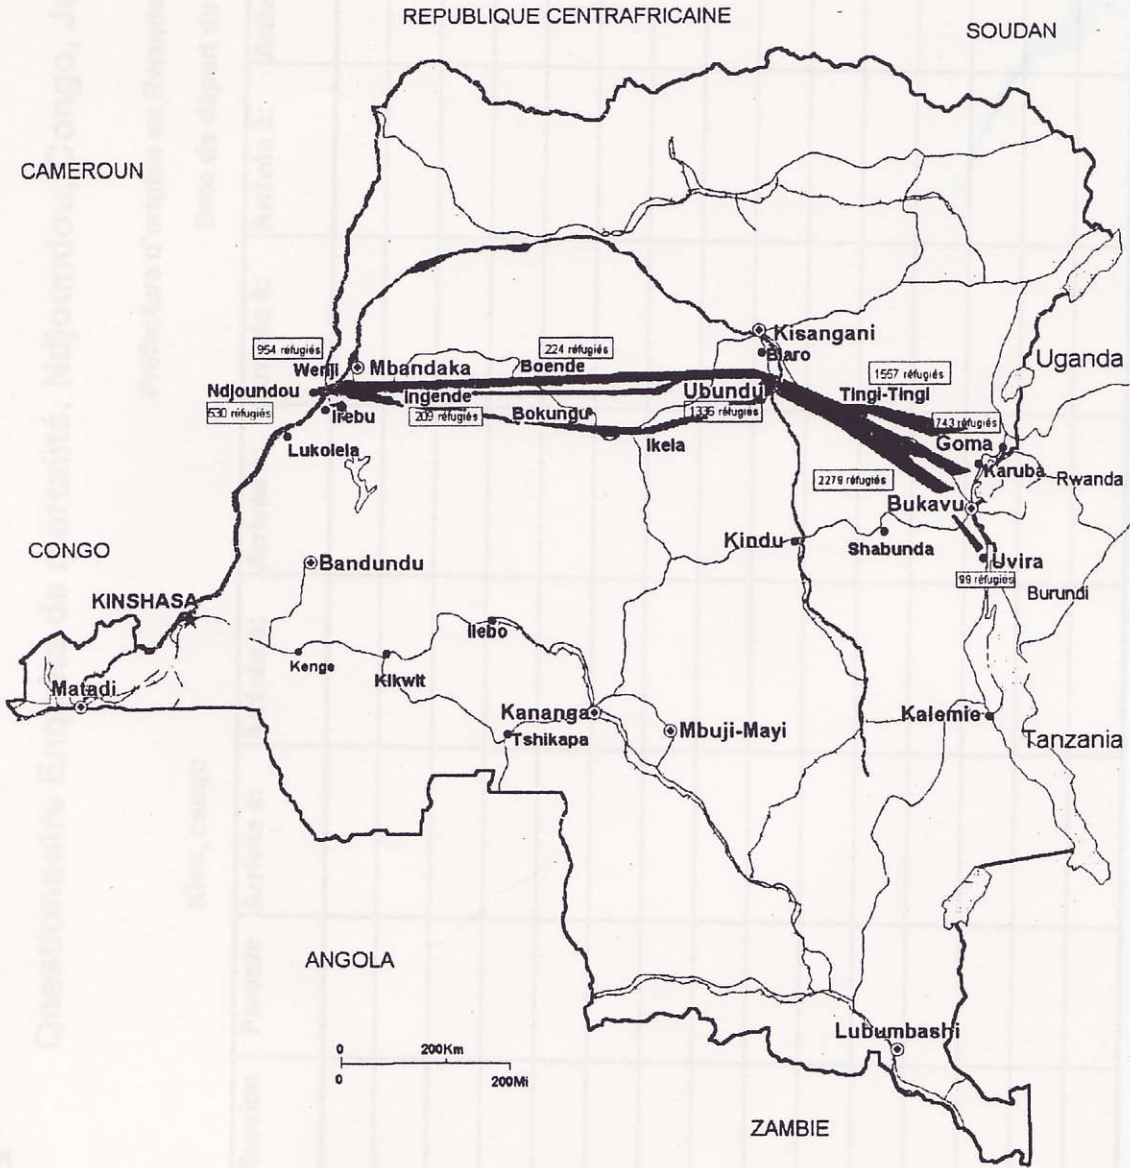 REPUBLIQUE CENTRAFRICAINE
SOUDAN
CAMEROUN
Kisangani
Biaro
Uganda
954 réfugiés
224 réfugiés
Wenji
Mbandaka
Boende
1557 réfugiés
Ndjoundou
Ingende
Ubundu
Tingi-Tingi
530 réfugiés
Irebu
209 réfugiés
Bokungu
1335 réfugiés
743 réfugiés
Lukolela
Ikela
Goma
Karuba
2278 réfugiés
Rwanda
Bukavu
CONGO
Kindu
Shabunda
Bandundu
Uvira
99 réfugiés
Burundi
KINSHASA
Ilebo
Kenge
Kikwit
Matadi
Kananga
Kalemie
Tshikapa
Mbuji-Mayi
Tanzania
ANGOLA
Lubumbashi
0 200Km
0 200Mi
ZAMBIE